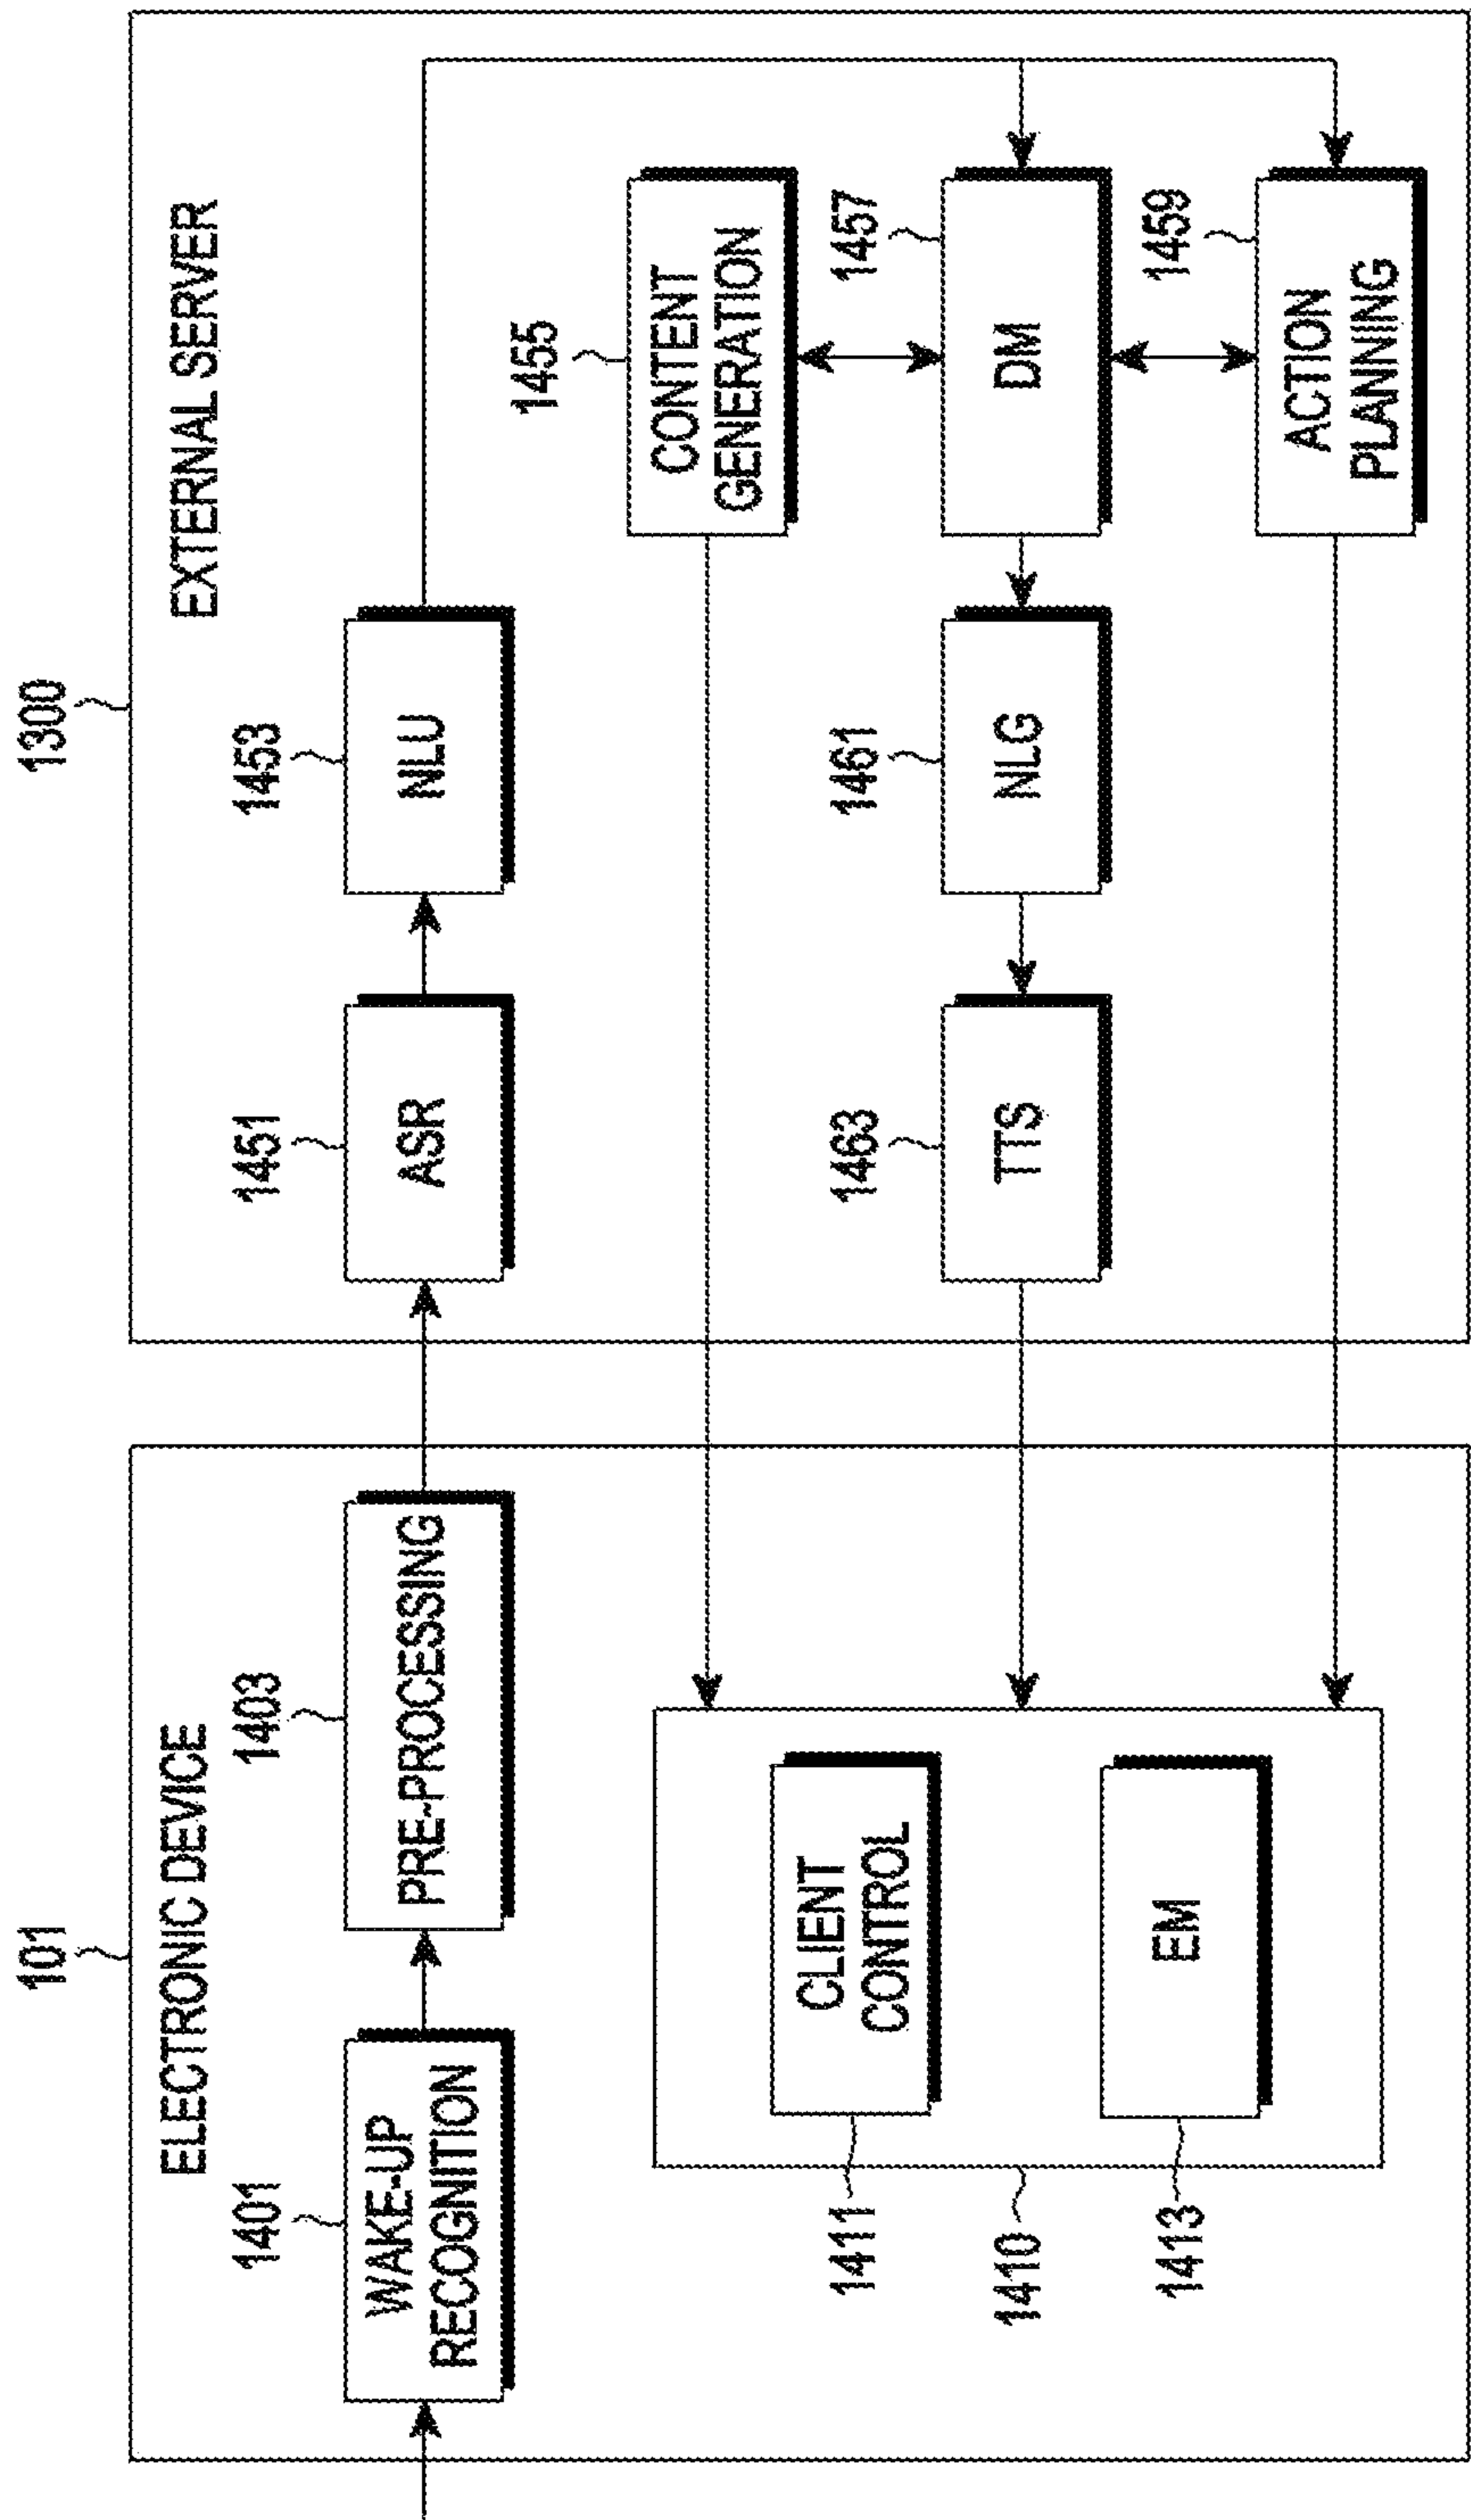 101
ELECTRONIC DEVICE
1401
WAKE-UP
RECOGNITION
1403
PRE-PROCESSING
1411
CLIENT
CONTROL
1410
1413
EM
1300
EXTERNAL SERVER
1451
ASR
1453
NLU
1455
CONTENT
GENERATION
1463
TTS
1461
NLG
1457
DM
1459
ACTION
PLANNING